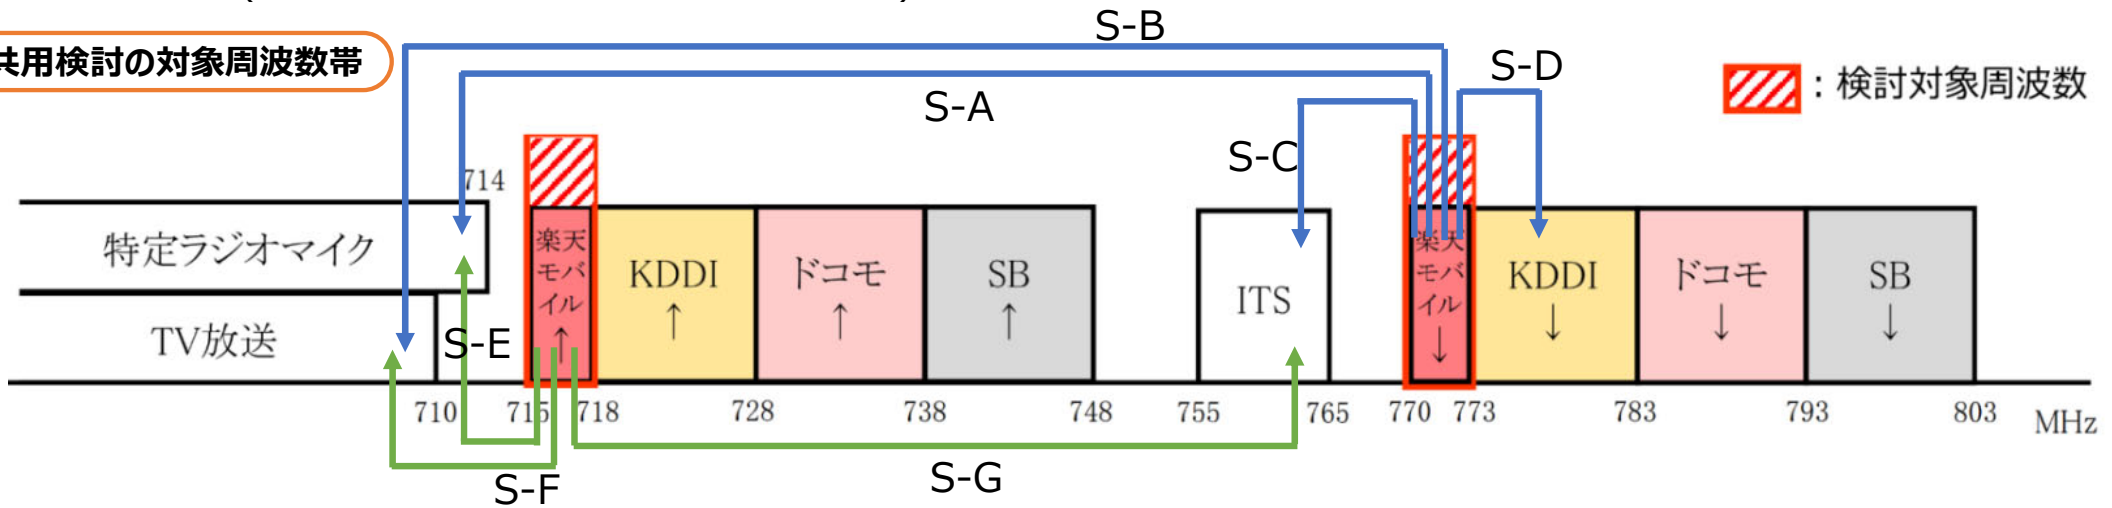 S-B
共用検討の対象周波数帯
S-D
：検討対象周波数
S-A
S-C
714
特定ラジオマイク
TV放送
S-E
楽天
モバ
イル
↑
KDDI
↑
ドコモ
↑
SB
↑
ITS
楽天
モバ
イル
↓
KDDI
↓
ドコモ
↓
SB
↓
710 715 718 728 738 748 755 765 770 773 783 793 803 MHz
S-F
S-G